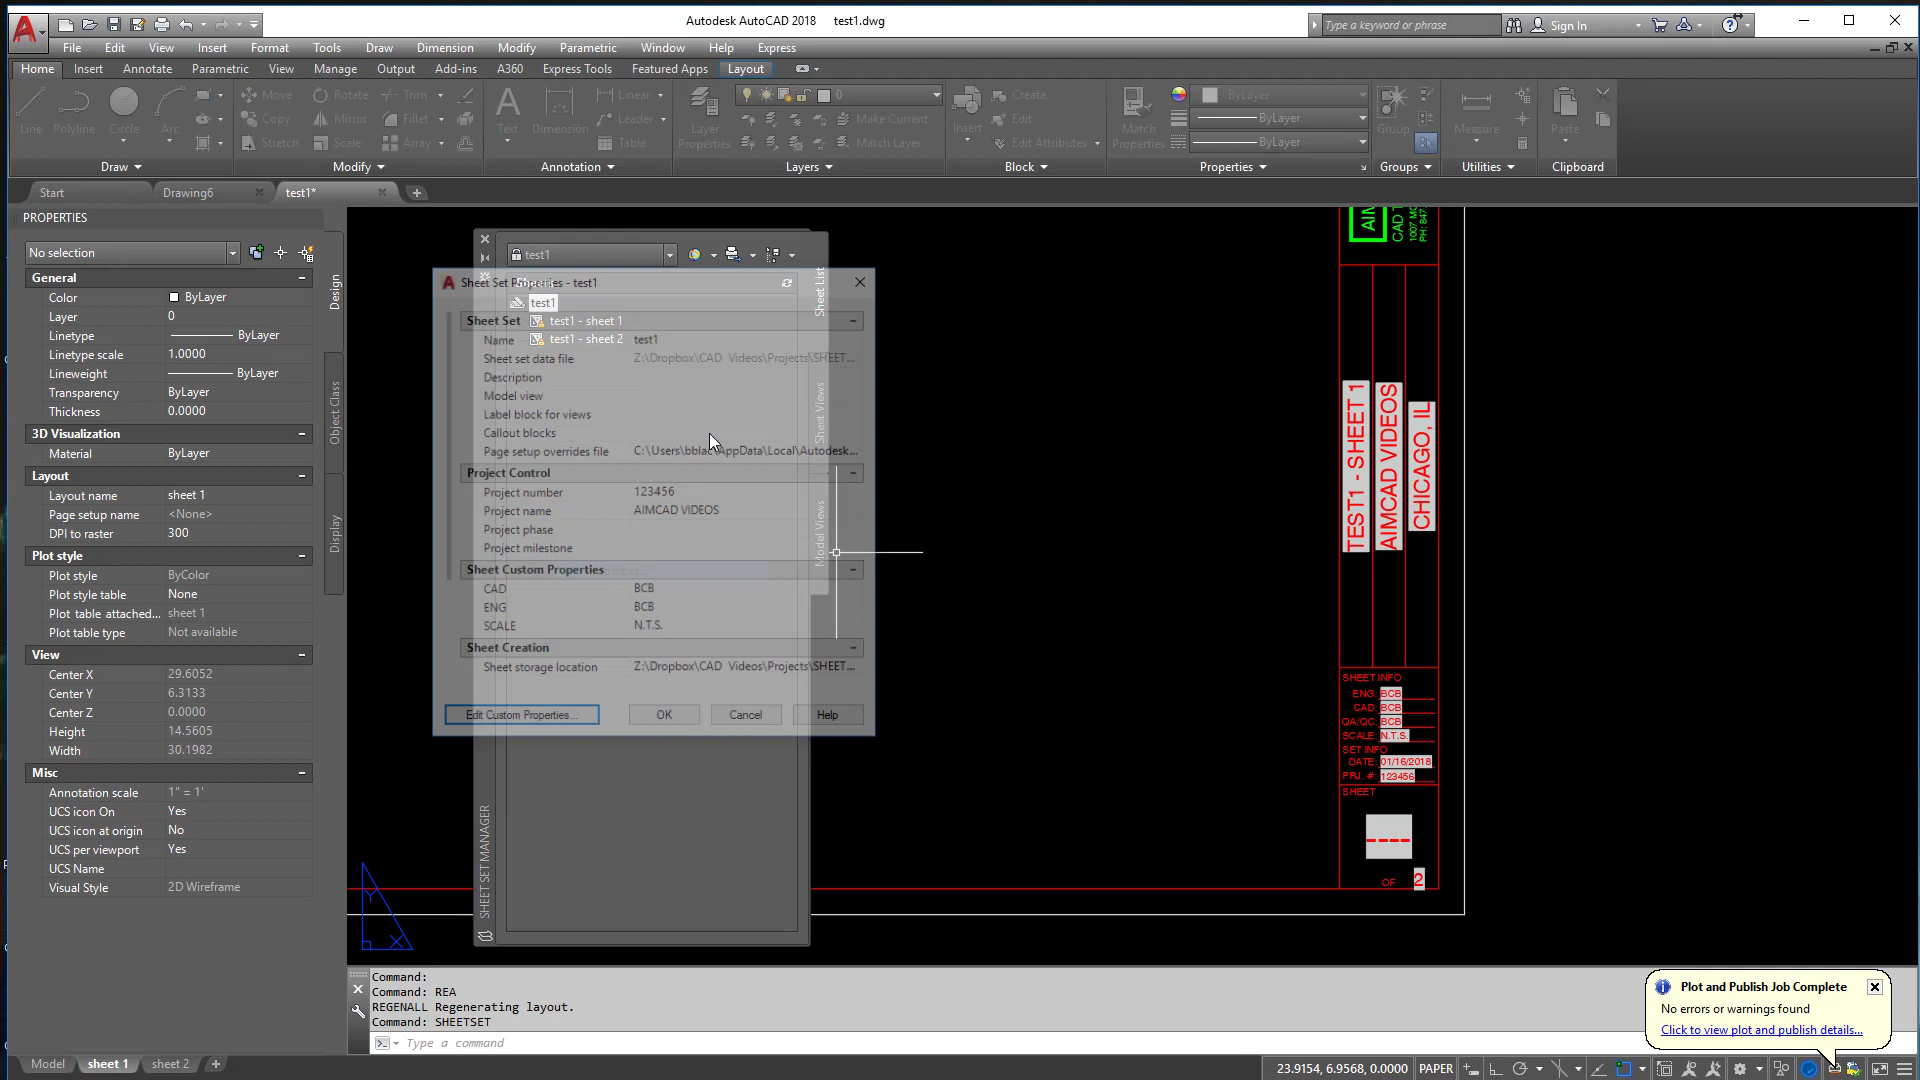 Autodesk AutoCAD 2018 test1.dwg
Type a keyword or phrase
Sign In
File Edit View Insert Format Tools Draw Dimension Modify Parametric Window Help Express
Home Insert Annotate Parametric View Manage Output Add-ins A360 Express Tools Featured Apps Layout
Line Polyline Circle Arc
Move Rotate Trim
Copy Mirror Fillet
Stretch Scale Array
Text Dimension
Linear
Leader
Table
Layer Properties
0
Make Current
Match Layer
Insert
Create
Edit
Edit Attributes
Match Properties
ByLayer
ByLayer
ByLayer
Group
Measure
Paste
Draw Modify Annotation Layers Block Properties Groups Utilities Clipboard
Start Drawing6 test1*
PROPERTIES
No selection
General
Color ByLayer
Layer 0
Linetype ByLayer
Linetype scale 1.0000
Lineweight ByLayer
Transparency ByLayer
Thickness 0.0000
3D Visualization
Material ByLayer
Layout
Layout name sheet 1
Page setup name <None>
DPI to raster 300
Plot style
Plot style ByColor
Plot style table None
Plot table attached... sheet 1
Plot table type Not available
View
Center X 29.6052
Center Y 6.3133
Center Z 0.0000
Height 14.5605
Width 30.1982
Misc
Annotation scale 1" = 1'
UCS icon On Yes
UCS icon at origin No
UCS per viewport Yes
UCS Name
Visual Style 2D Wireframe
Design
Object Class
Display
test1
Sheet Set Properties - test1
test1
test1 - sheet 1
test1 - sheet 2
Sheet List
Sheet Views
Model Views
SHEET SET MANAGER
Sheet Set
Name test1
Sheet set data file Z:\Dropbox\CAD Videos\Projects\SHEET...
Description
Model view
Label block for views
Callout blocks
Page setup overrides file C:\Users\bblac\AppData\Local\Autodesk...
Project Control
Project number 123456
Project name AIMCAD VIDEOS
Project phase
Project milestone
Sheet Custom Properties
CAD BCB
ENG BCB
SCALE N.T.S.
Sheet Creation
Sheet storage location Z:\Dropbox\CAD Videos\Projects\SHEET...
Edit Custom Properties... OK Cancel Help
AIM
CAD T
1007 MC
PH: 847.
TEST1 - SHEET 1
AIMCAD VIDEOS
CHICAGO, IL
SHEET INFO
ENG: BCB
CAD: BCB
QA/QC: BCB
SCALE: N.T.S.
SET INFO
DATE: 01/16/2018
PRJ. #: 123456
SHEET
----
OF 2
Y
X
Command:
Command: REA
REGENALL Regenerating layout.
Command: SHEETSET
Type a command
Plot and Publish Job Complete
No errors or warnings found
Click to view plot and publish details...
Model sheet 1 sheet 2
23.9154, 6.9568, 0.0000 PAPER